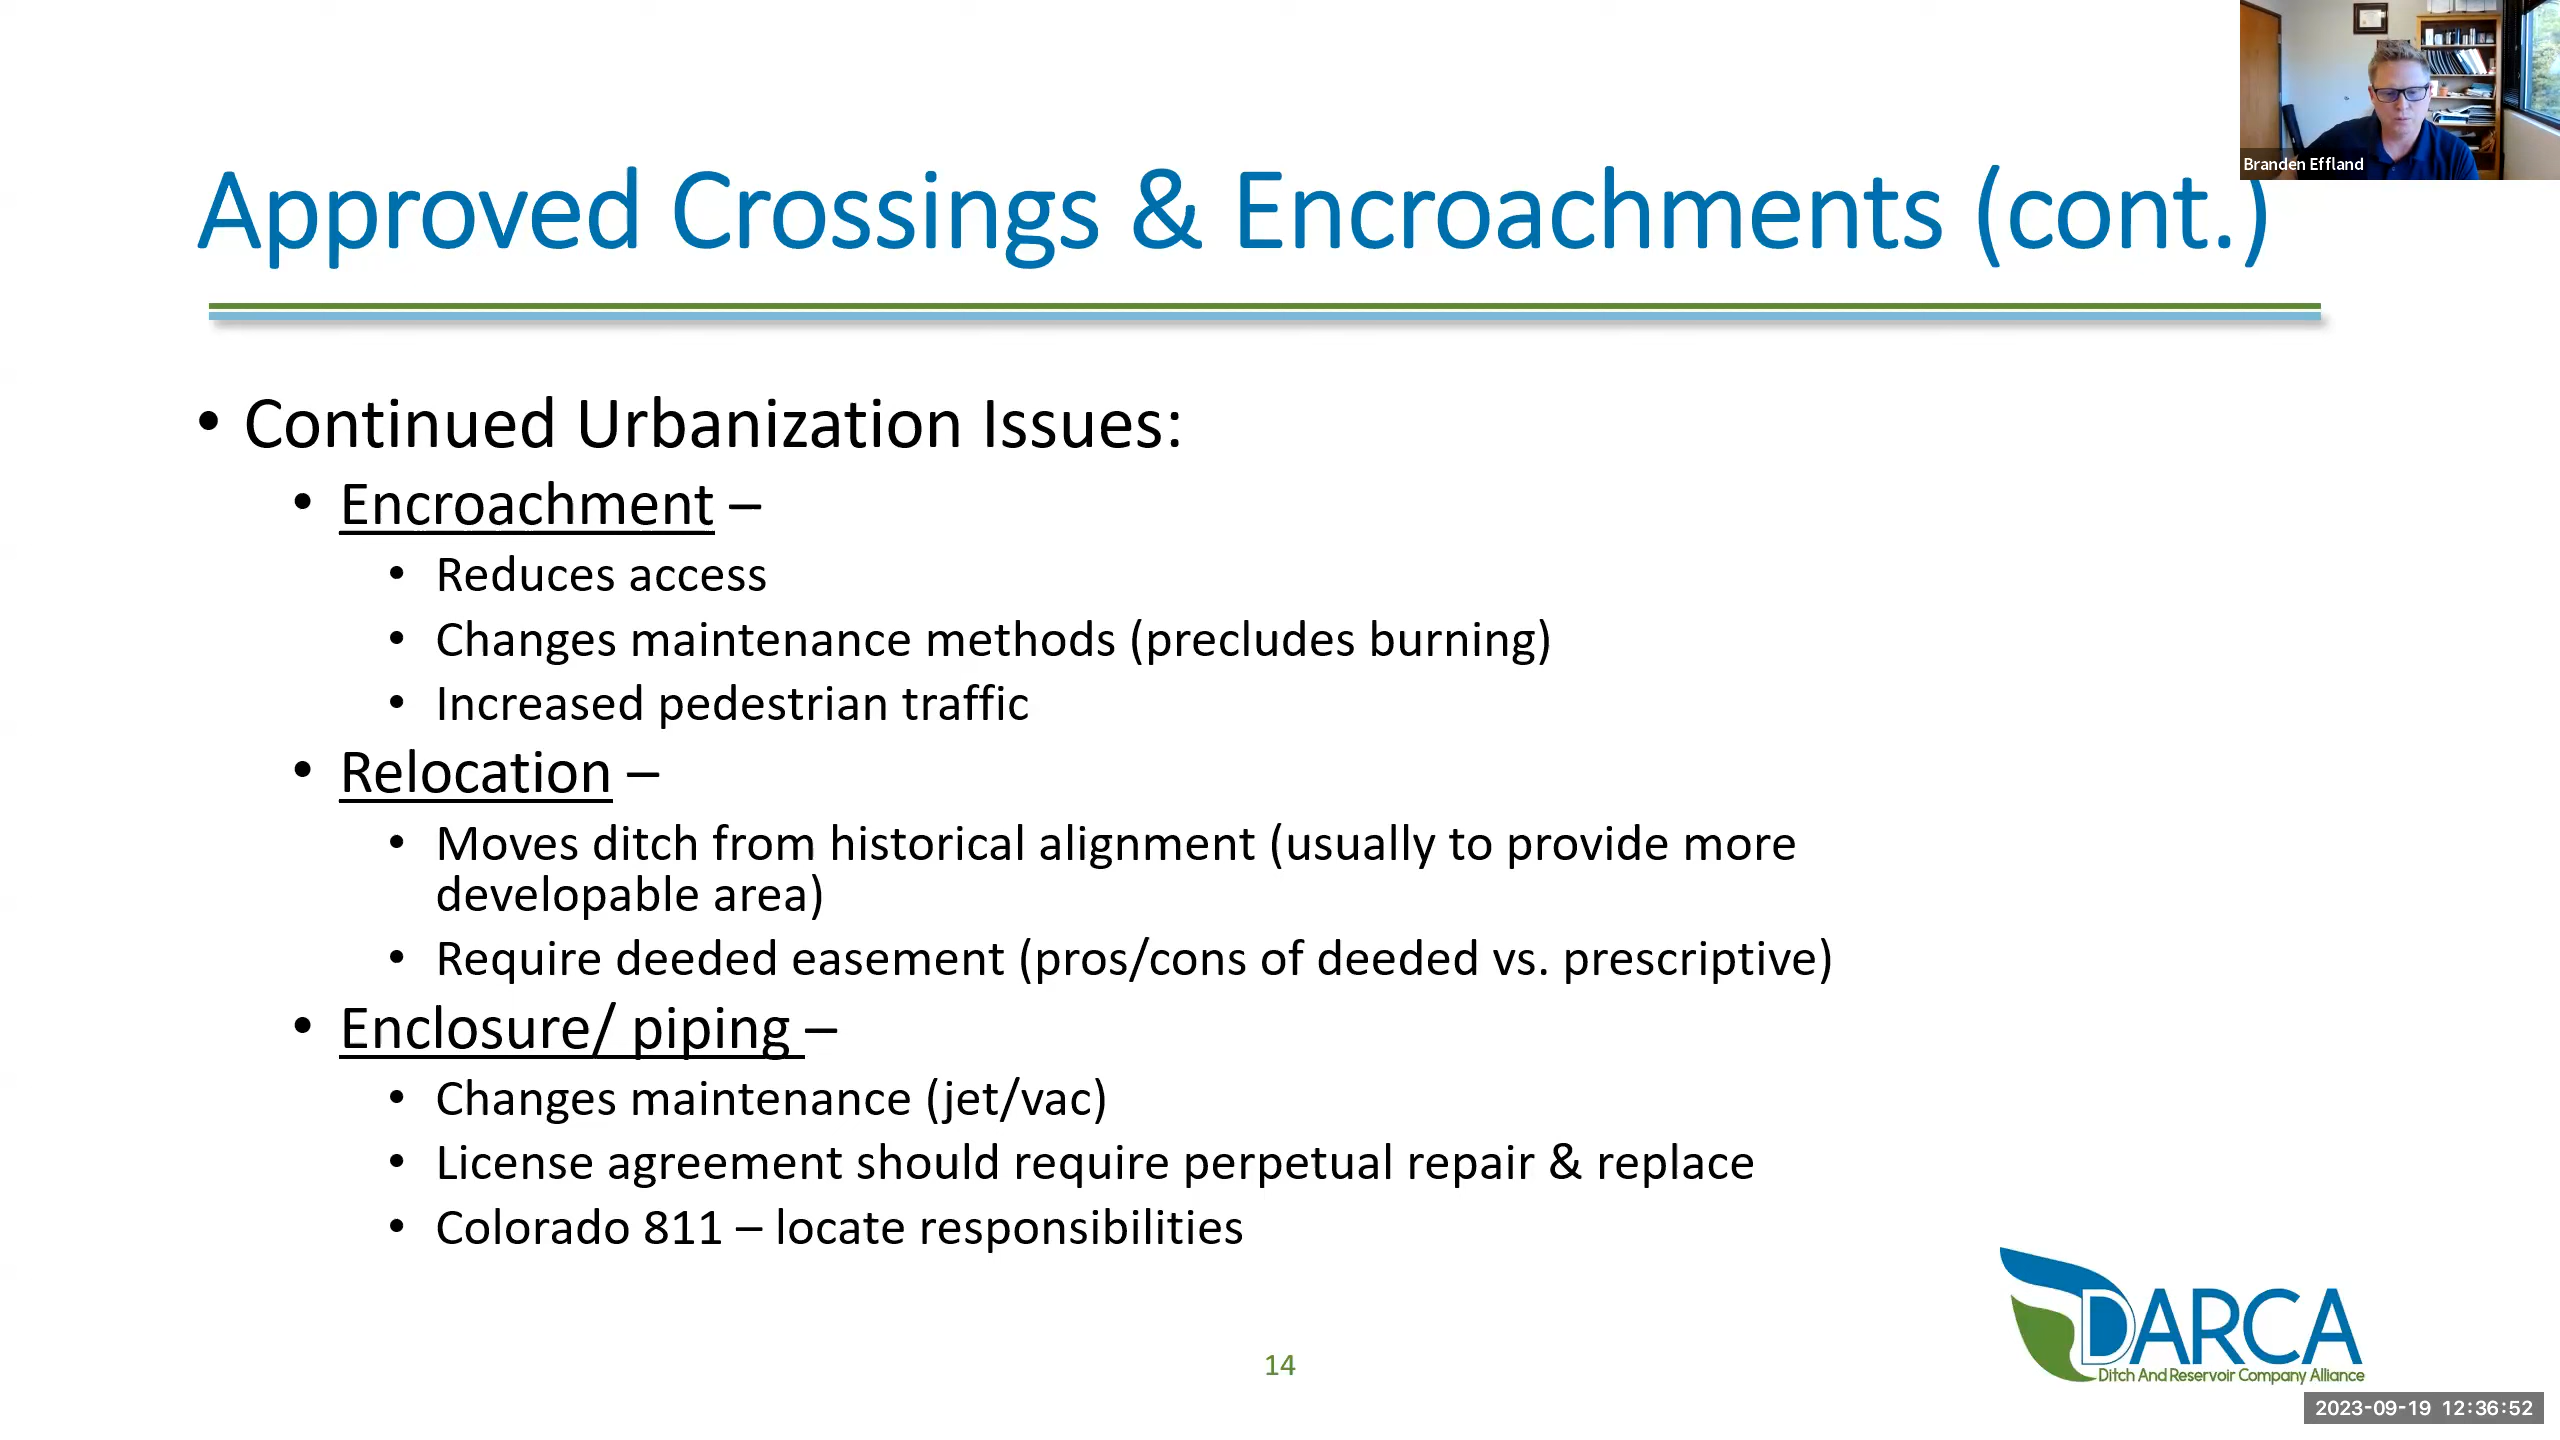 Branden Effland
Approved Crossings & Encroachments (cont.)
• Continued Urbanization Issues:
• Encroachment –
• Reduces access
• Changes maintenance methods (precludes burning)
• Increased pedestrian traffic
• Relocation –
• Moves ditch from historical alignment (usually to provide more
developable area)
• Require deeded easement (pros/cons of deeded vs. prescriptive)
• Enclosure/ piping –
• Changes maintenance (jet/vac)
• License agreement should require perpetual repair & replace
• Colorado 811 – locate responsibilities
14
DARCA
Ditch And Reservoir Company Alliance
2023-09-19 12:36:52